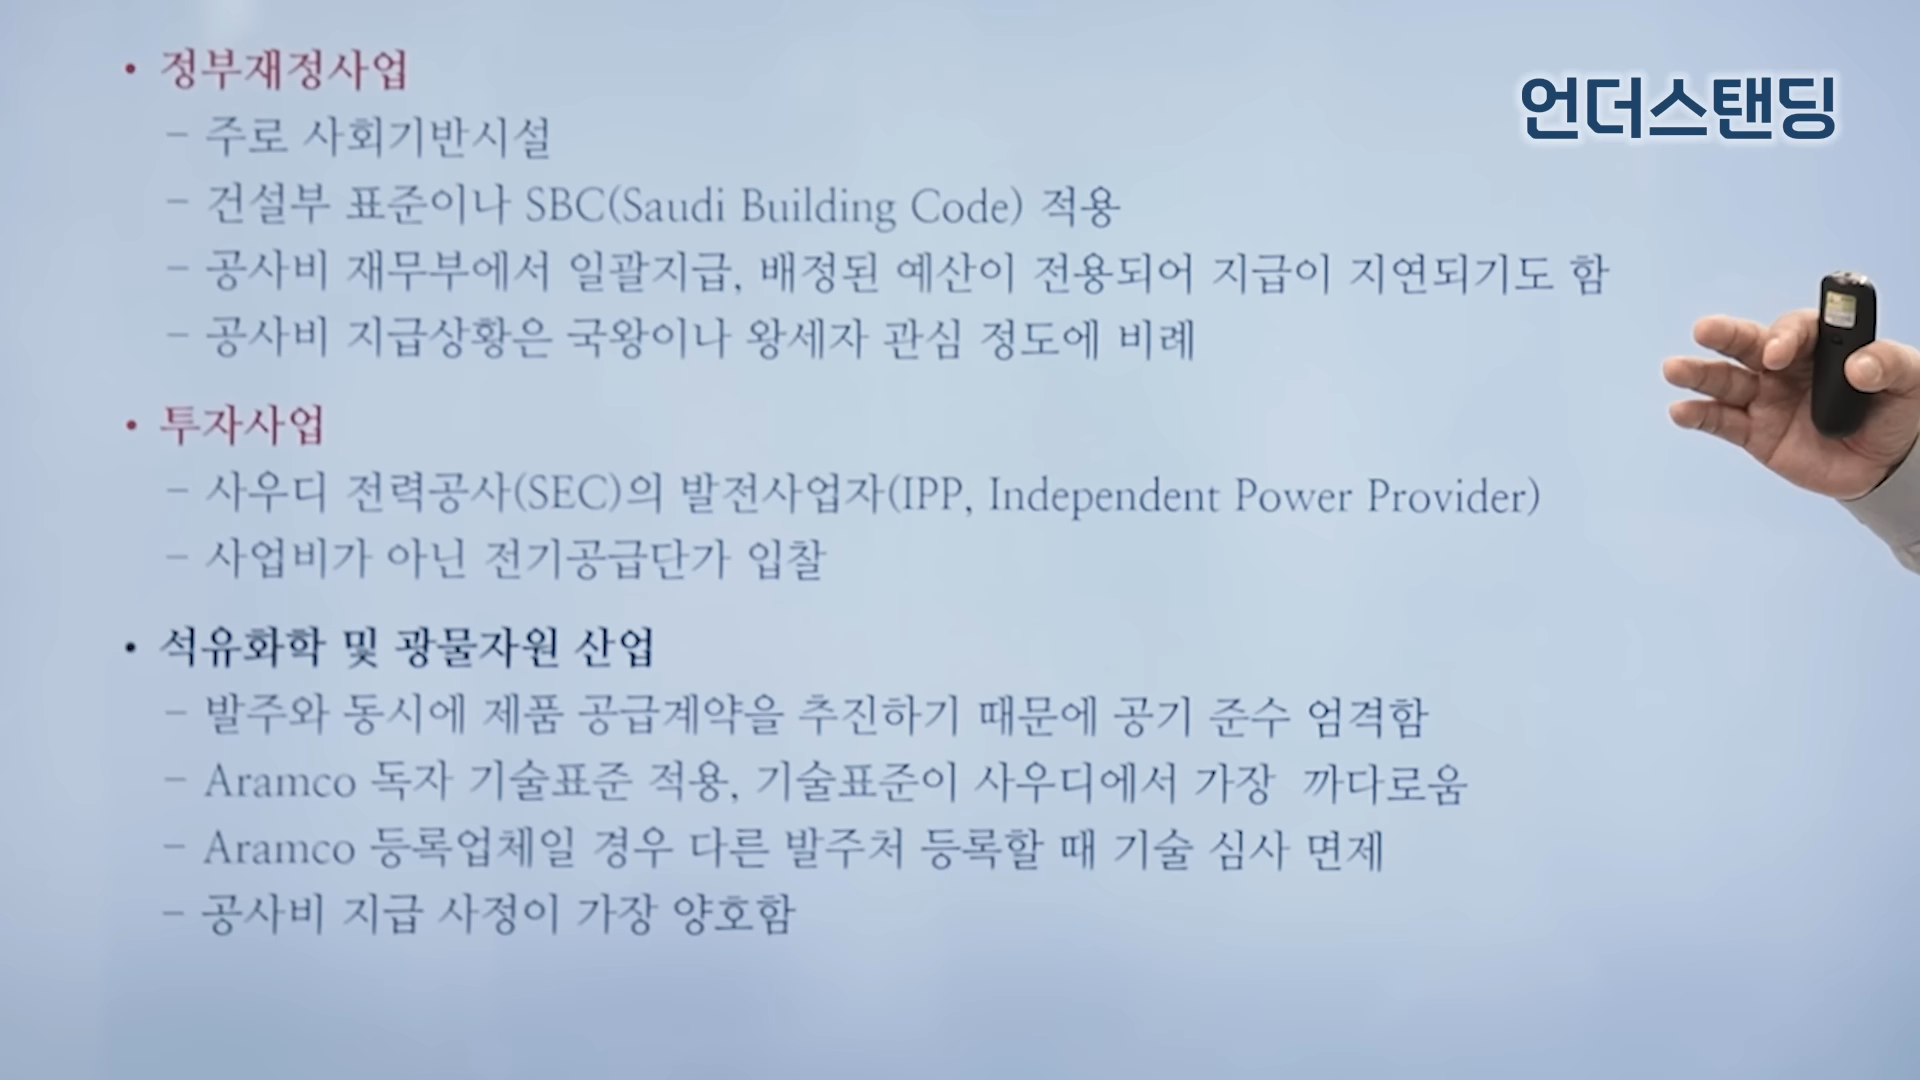 언더스탠딩
• 정부재정사업
– 주로 사회기반시설
– 건설부 표준이나 SBC(Saudi Building Code) 적용
– 공사비 재무부에서 일괄지급, 배정된 예산이 전용되어 지급이 지연되기도 함
– 공사비 지급상황은 국왕이나 왕세자 관심 정도에 비례
• 투자사업
– 사우디 전력공사(SEC)의 발전사업자(IPP, Independent Power Provider)
– 사업비가 아닌 전기공급단가 입찰
• 석유화학 및 광물자원 산업
– 발주와 동시에 제품 공급계약을 추진하기 때문에 공기 준수 엄격함
– Aramco 독자 기술표준 적용, 기술표준이 사우디에서 가장 까다로움
– Aramco 등록업체일 경우 다른 발주처 등록할 때 기술 심사 면제
– 공사비 지급 사정이 가장 양호함